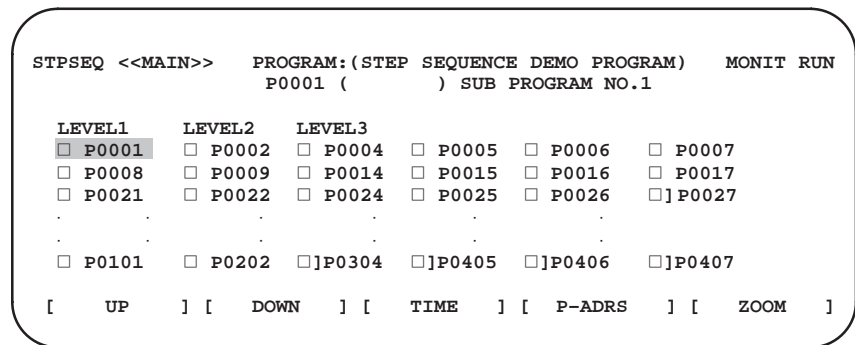 STPSEQ <<MAIN>> PROGRAM:(STEP SEQUENCE DEMO PROGRAM) MONIT RUN
P0001 ( ) SUB PROGRAM NO.1
LEVEL1 LEVEL2 LEVEL3
□ P0001 □ P0002 □ P0004 □ P0005 □ P0006 □ P0007
□ P0008 □ P0009 □ P0014 □ P0015 □ P0016 □ P0017
□ P0021 □ P0022 □ P0024 □ P0025 □ P0026 □]P0027
. . . . . .
. . . . . .
□ P0101 □ P0202 □]P0304 □]P0405 □]P0406 □]P0407
[ UP ] [ DOWN ] [ TIME ] [ P-ADRS ] [ ZOOM ]